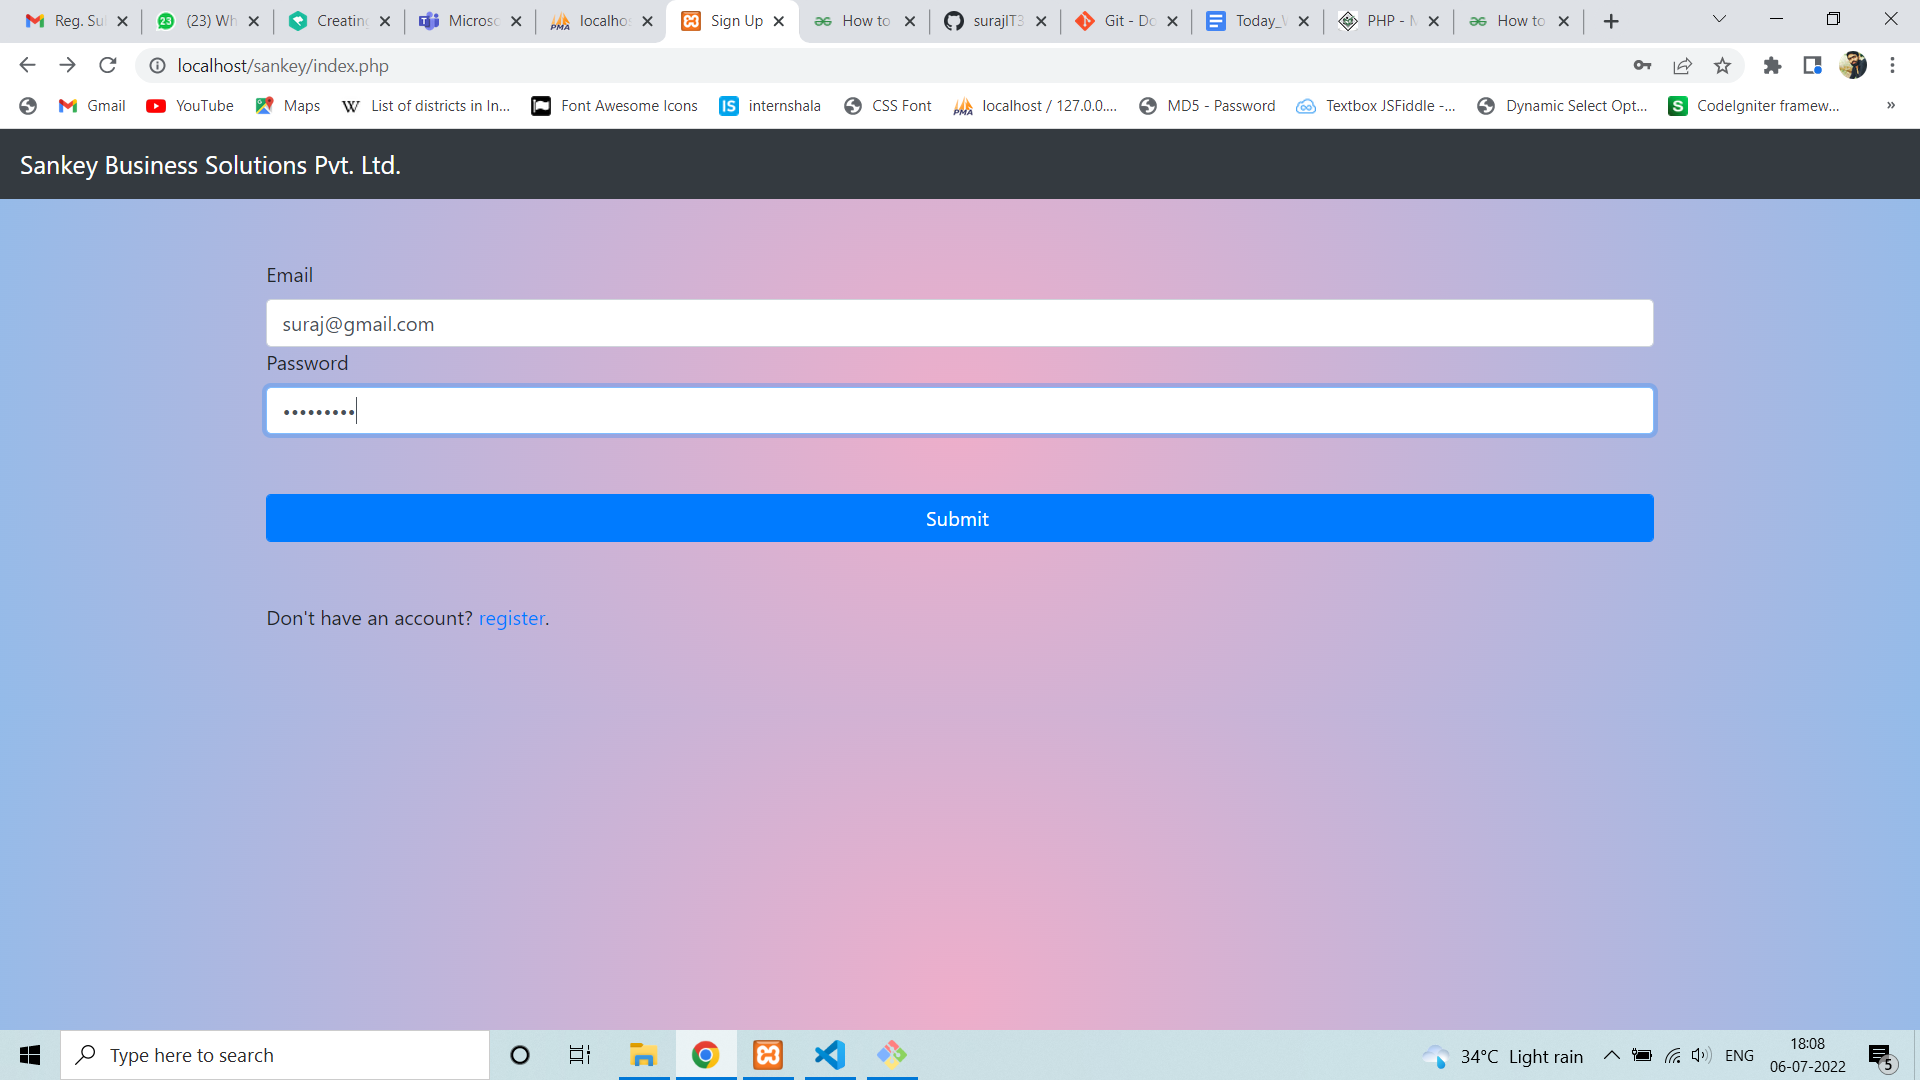 Reg. Su
(23) Wh
Creating
Microso
localhos
Sign Up
How to
surajIT3
Git - Do
Today_
PHP - M
How to
localhost/sankey/index.php
Gmail
YouTube
Maps
List of districts in In...
Font Awesome Icons
internshala
CSS Font
localhost / 127.0.0....
MD5 - Password
Textbox JSFiddle -...
Dynamic Select Opt...
CodeIgniter framew...
»
Sankey Business Solutions Pvt. Ltd.
Email
suraj@gmail.com
Password
•••••••••
Submit
Don't have an account? register.
Type here to search
34°C Light rain
ENG
18:08
06-07-2022
5